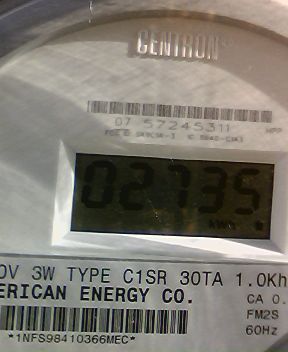 CENTRON
07 57245311
02735
0V 3W TYPE C1SR 30TA 1.0Kh
ERICAN ENERGY CO.
CA 0.
FM2S
60Hz
*1NFS98410366MEC*